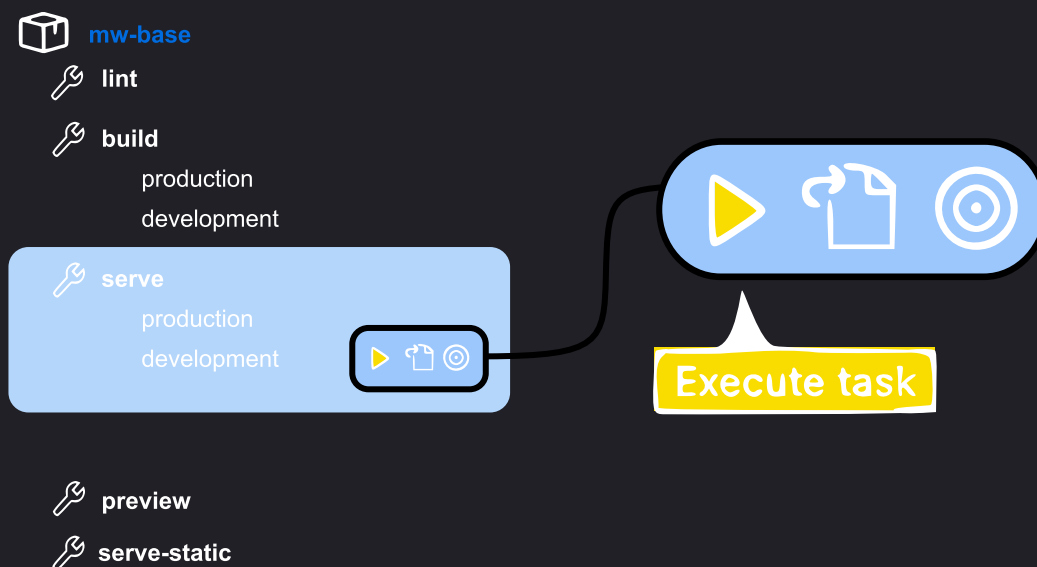 mw-base
lint
build
production
development
serve
production
development
Execute task
preview
serve-static